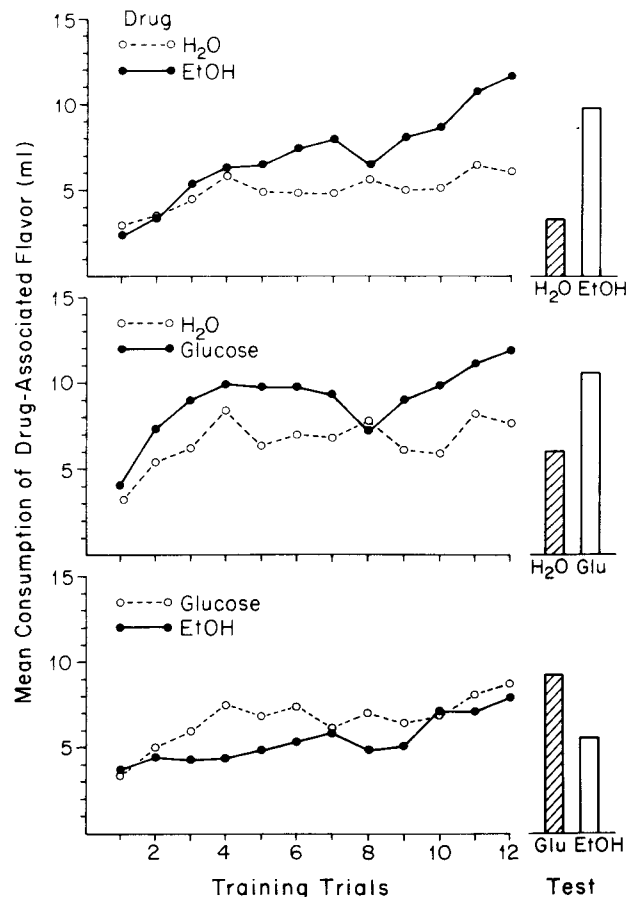 Mean Consumption of Drug-Associated Flavor (ml)
15
10
5
Drug
H₂O
EtOH
H₂O EtOH
15
10
5
H₂O
Glucose
H₂O Glu
15
10
5
Glucose
EtOH
Glu EtOH
2 4 6 8 10 12
Training Trials Test